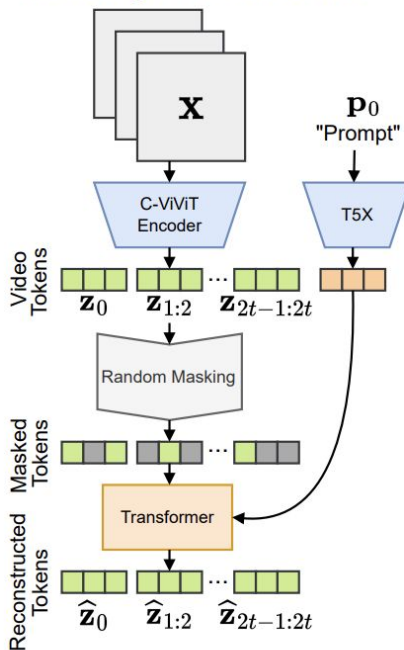 x
p₀
"Prompt"
C-ViViT
Encoder
T5X
Video
Tokens
...
z₀ z₁:₂ z₂ₜ₋₁:₂ₜ
Random Masking
Masked
Tokens
...
Transformer
Reconstructed
Tokens
...
ẑ₀ ẑ₁:₂ ẑ₂ₜ₋₁:₂ₜ